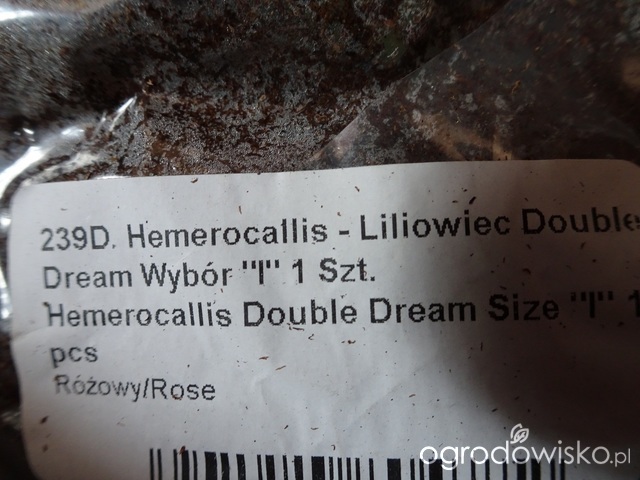 239D. Hemerocallis - Liliowiec Double
Dream Wybór "I" 1 Szt.
Hemerocallis Double Dream Size "I" 1
pcs
Różowy/Rose
ogrodowisko.pl